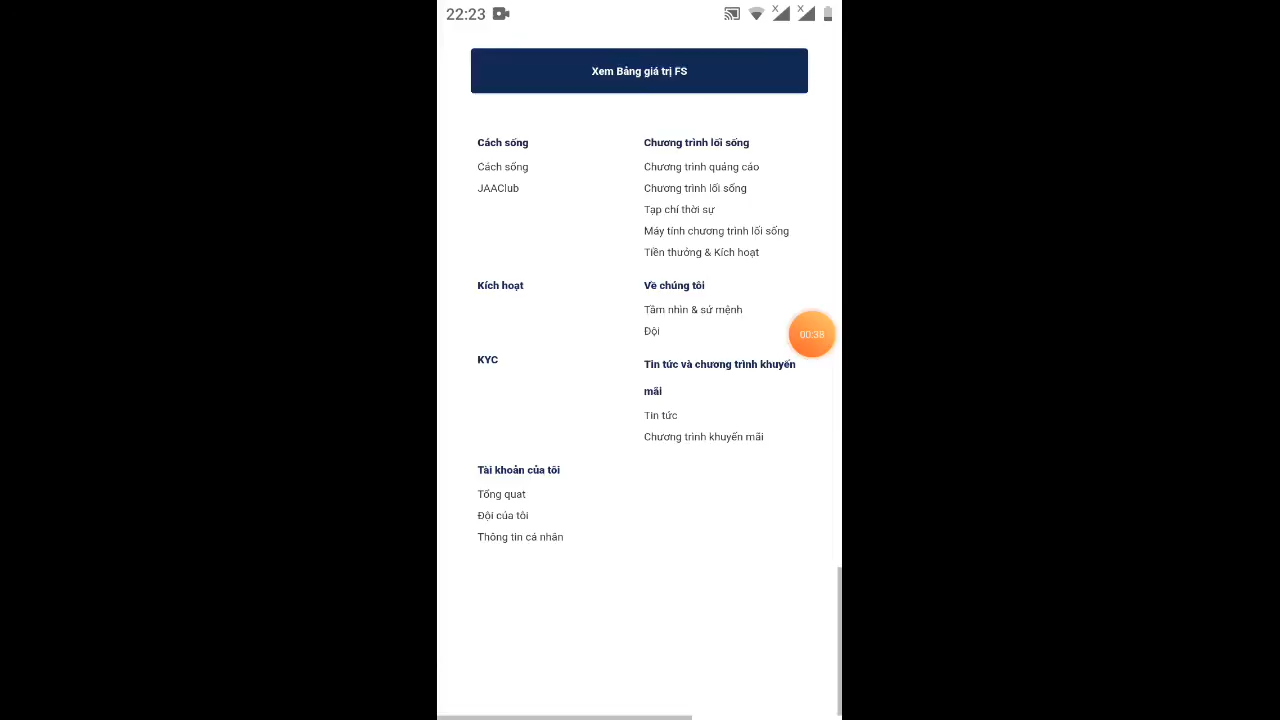 22:23
Xem Bảng giá trị FS
Cách sống
Cách sống
JAAClub
Chương trình lối sống
Chương trình quảng cáo
Chương trình lối sống
Tạp chí thời sự
Máy tính chương trình lối sống
Tiền thưởng & Kích hoạt
Kích hoạt
Về chúng tôi
Tầm nhìn & sứ mệnh
Đội
00:38
KYC
Tin tức và chương trình khuyến
mãi
Tin tức
Chương trình khuyến mãi
Tài khoản của tôi
Tổng quat
Đội của tôi
Thông tin cá nhân